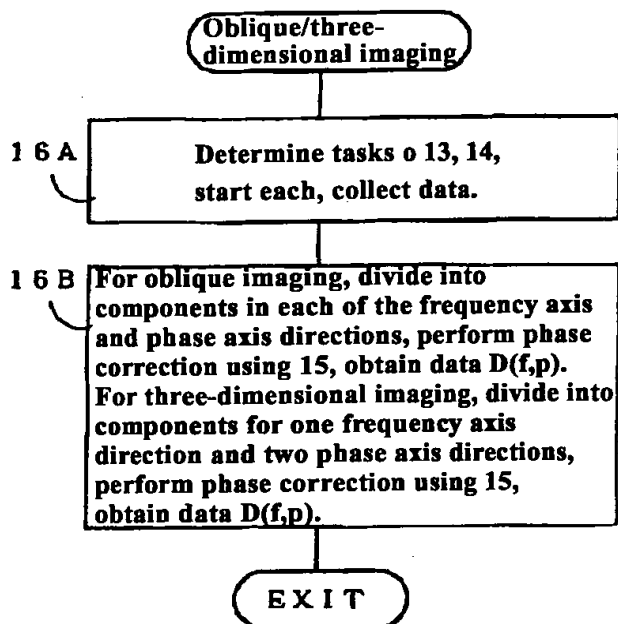 Oblique/three-
dimensional imaging
16A
Determine tasks o 13, 14,
start each, collect data.
16B
For oblique imaging, divide into
components in each of the frequency axis
and phase axis directions, perform phase
correction using 15, obtain data D(f,p).
For three-dimensional imaging, divide into
components for one frequency axis
direction and two phase axis directions,
perform phase correction using 15,
obtain data D(f,p).
EXIT